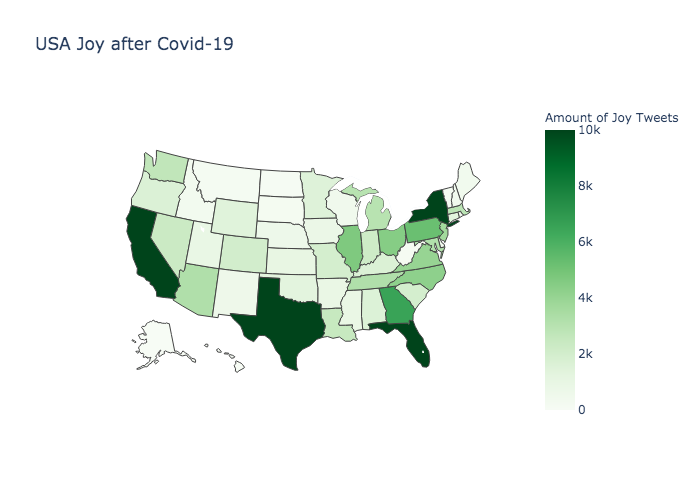 USA Joy after Covid-19
Amount of Joy Tweets
10k
8k
6k
4k
2k
0